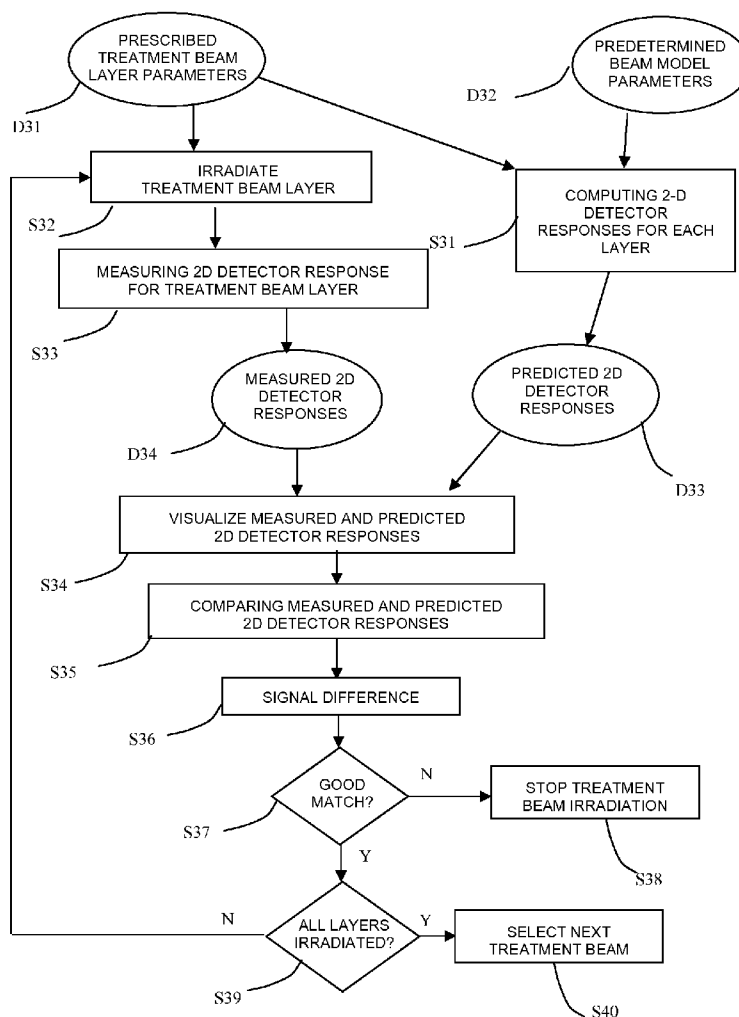 PRESCRIBED
TREATMENT BEAM
LAYER PARAMETERS
D31
PREDETERMINED
BEAM MODEL
PARAMETERS
D32
IRRADIATE
TREATMENT BEAM LAYER
S32
COMPUTING 2-D
DETECTOR
RESPONSES FOR EACH
LAYER
S31
MEASURING 2D DETECTOR RESPONSE
FOR TREATMENT BEAM LAYER
S33
MEASURED 2D
DETECTOR
RESPONSES
D34
PREDICTED 2D
DETECTOR
RESPONSES
D33
VISUALIZE MEASURED AND PREDICTED
2D DETECTOR RESPONSES
S34
COMPARING MEASURED AND PREDICTED
2D DETECTOR RESPONSES
S35
SIGNAL DIFFERENCE
S36
GOOD
MATCH?
S37
N
STOP TREATMENT
BEAM IRRADIATION
S38
Y
ALL LAYERS
IRRADIATED?
S39
N
Y
SELECT NEXT
TREATMENT BEAM
S40